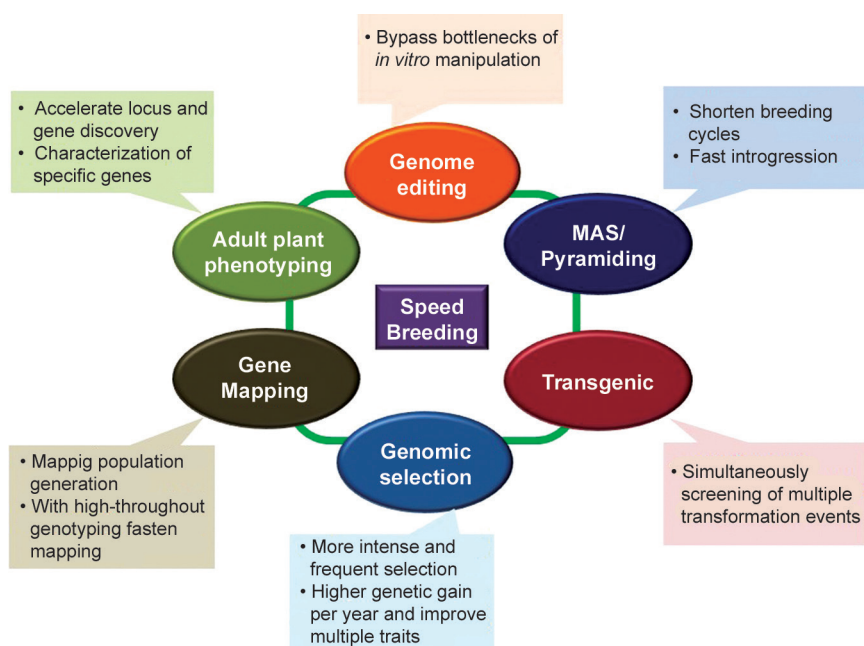 • Bypass bottlenecks of
in vitro manipulation
• Accelerate locus and
gene discovery
• Characterization of
specific genes
• Shorten breeding
cycles
• Fast introgression
Genome
editing
Adult plant
phenotyping
MAS/
Pyramiding
Speed
Breeding
Gene
Mapping
Transgenic
Genomic
selection
• Mappig population
generation
• With high-throughout
genotyping fasten
mapping
• Simultaneously
screening of multiple
transformation events
• More intense and
frequent selection
• Higher genetic gain
per year and improve
multiple traits